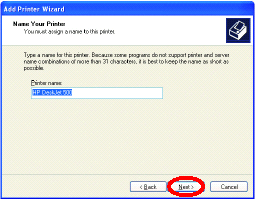 Add Printer Wizard
Name Your Printer
You must assign a name to this printer.
Type a name for this printer. Because some programs do not support printer and server
name combinations of more than 31 characters, it is best to keep the name as short as
possible.
Printer name:
HP DeskJet 500
< Back
Next >
Cancel